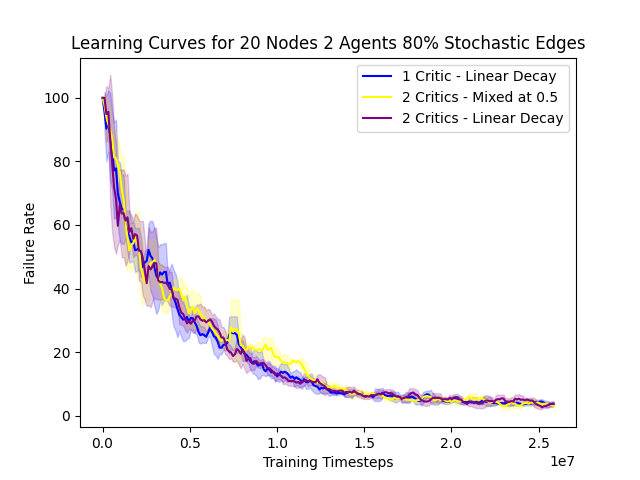 Learning Curves for 20 Nodes 2 Agents 80% Stochastic Edges
1 Critic - Linear Decay
2 Critics - Mixed at 0.5
2 Critics - Linear Decay
Failure Rate
100
80
60
40
20
0
0.0 0.5 1.0 1.5 2.0 2.5
1e7
Training Timesteps